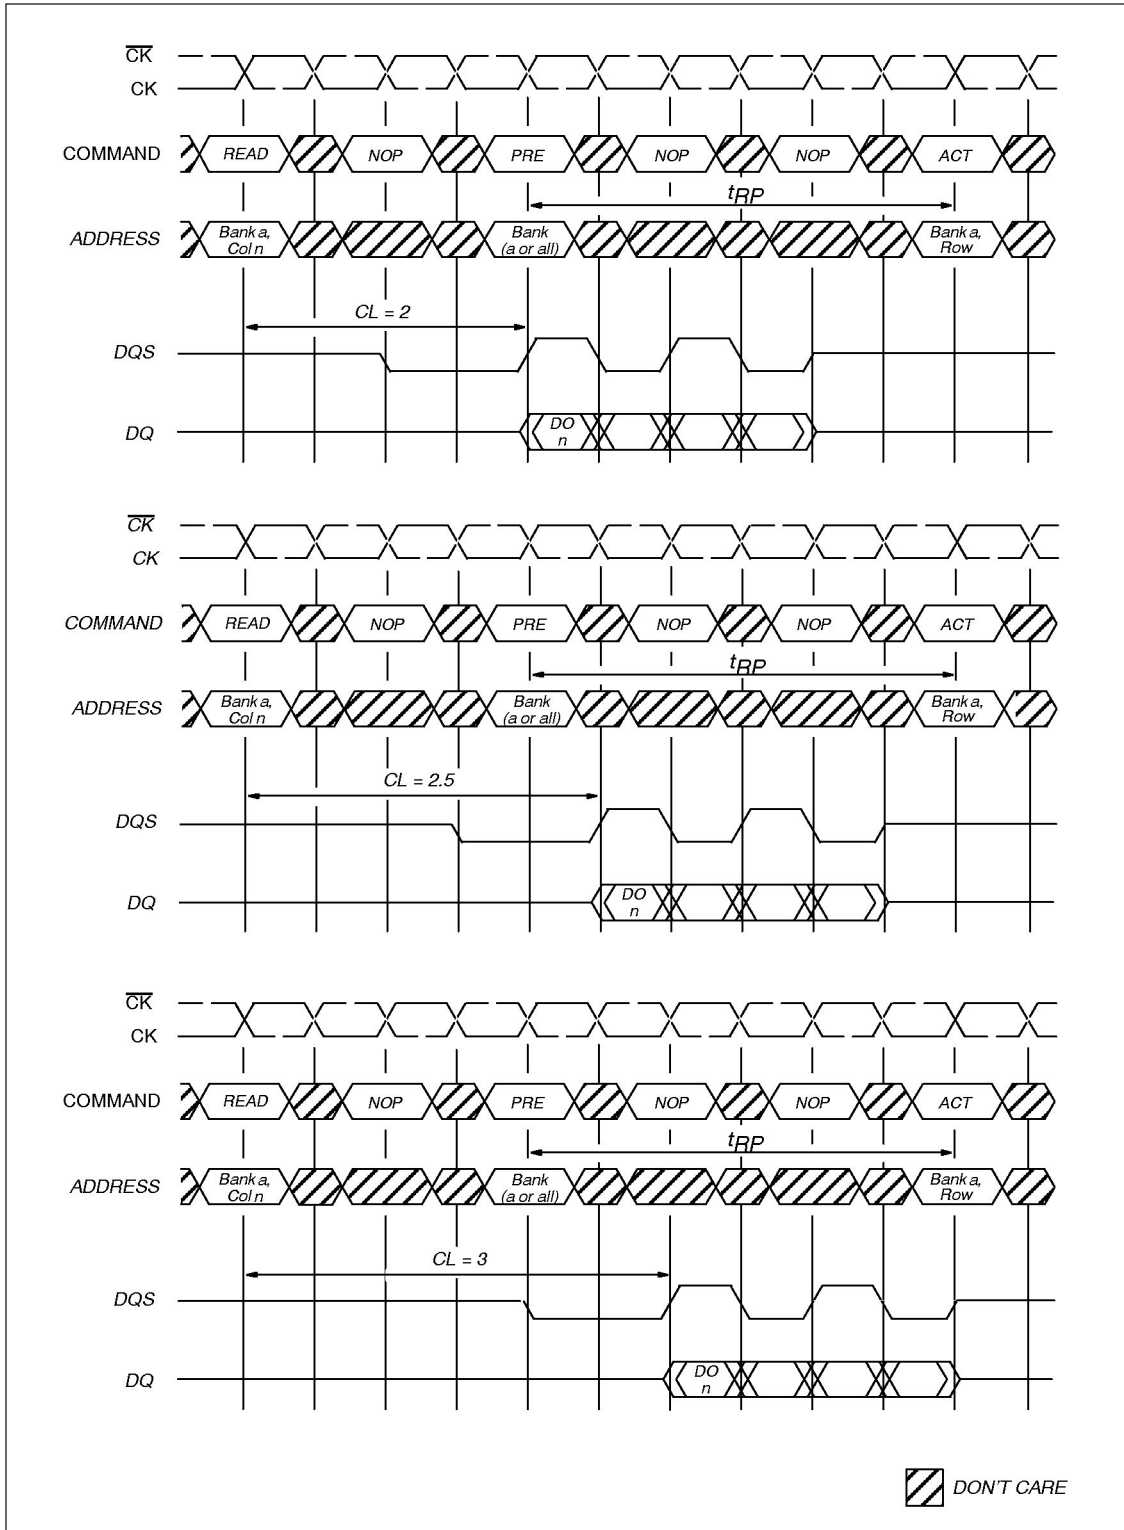 CK
CK
COMMAND READ NOP PRE NOP NOP ACT
tRP
ADDRESS Bank a, Col n Bank (a or all) Bank a, Row
CL = 2
DQS
DQ DO n
CK
CK
COMMAND READ NOP PRE NOP NOP ACT
tRP
ADDRESS Bank a, Col n Bank (a or all) Bank a, Row
CL = 2.5
DQS
DQ DO n
CK
CK
COMMAND READ NOP PRE NOP NOP ACT
tRP
ADDRESS Bank a, Col n Bank (a or all) Bank a, Row
CL = 3
DQS
DQ DO n
DON'T CARE